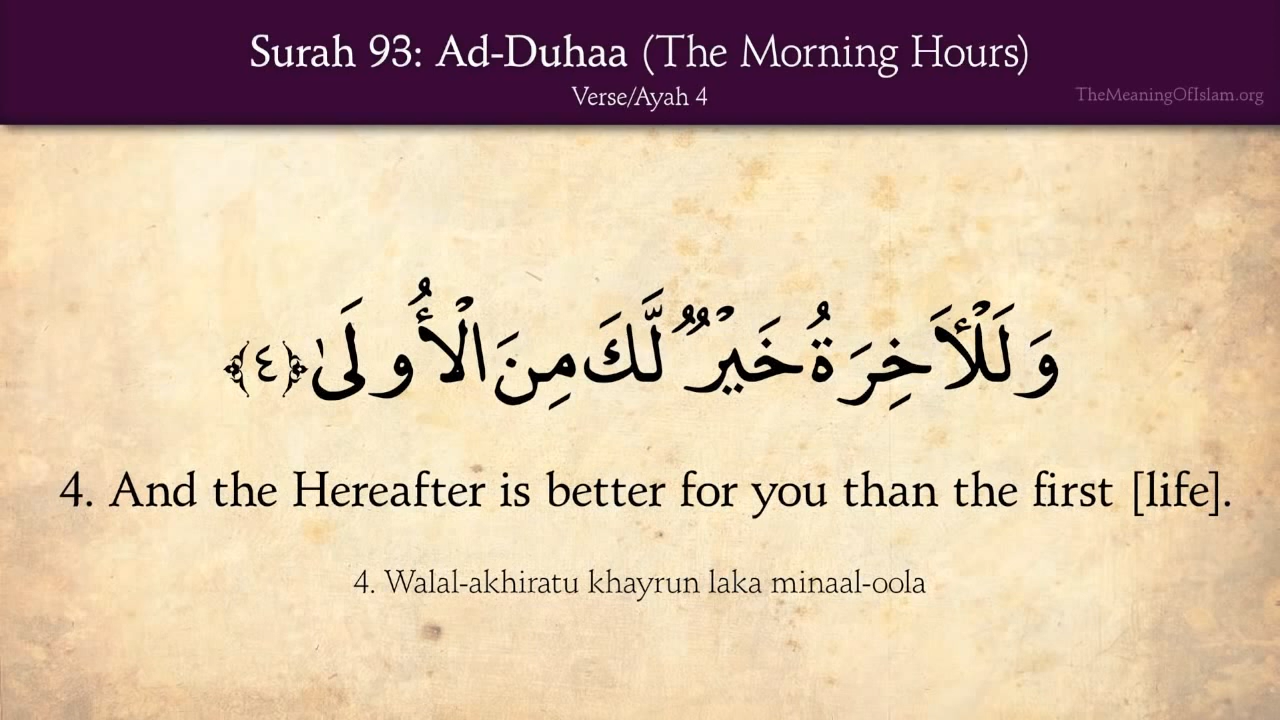 Surah 93: Ad-Duhaa (The Morning Hours)
Verse/Ayah 4
TheMeaningOfIslam.org
وَلَلْأَخِرَةُ خَيْرٌ لَّكَ مِنَ الْأُولَىٰ ﴿٤﴾
4. And the Hereafter is better for you than the first [life].
4. Walal-akhiratu khayrun laka minaal-oola